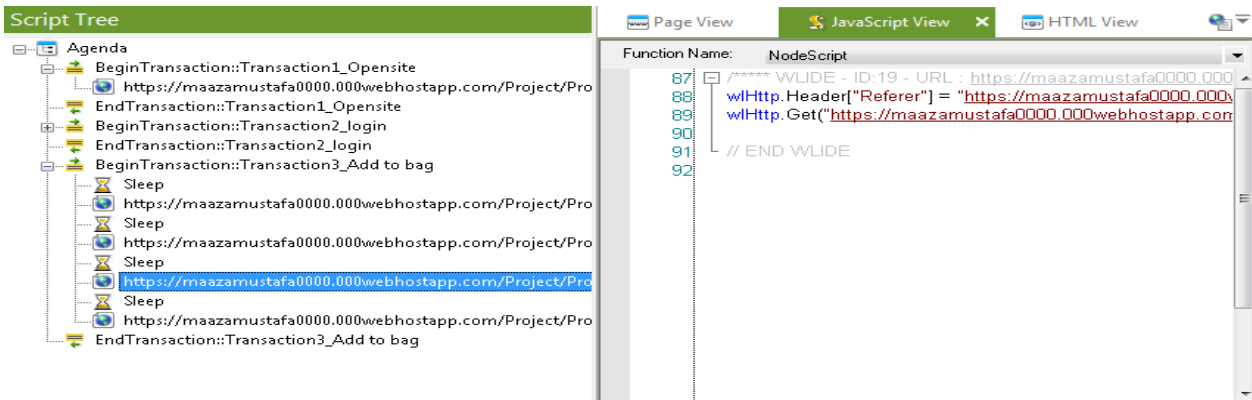 Script Tree
Agenda
BeginTransaction::Transaction1_Opensite
https://maazamustafa0000.000webhostapp.com/Project/Pro
EndTransaction::Transaction1_Opensite
BeginTransaction::Transaction2_login
EndTransaction::Transaction2_login
BeginTransaction::Transaction3_Add to bag
Sleep
https://maazamustafa0000.000webhostapp.com/Project/Pro
Sleep
https://maazamustafa0000.000webhostapp.com/Project/Pro
Sleep
https://maazamustafa0000.000webhostapp.com/Project/Pro
Sleep
https://maazamustafa0000.000webhostapp.com/Project/Pro
EndTransaction::Transaction3_Add to bag
Page View JavaScript View HTML View
Function Name: NodeScript
87 /***** WLIDE - ID:19 - URL : https://maazamustafa0000.000
88 wlHttp.Header["Referer"] = "https://maazamustafa0000.000
89 wlHttp.Get("https://maazamustafa0000.000webhostapp.com
90
91 // END WLIDE
92